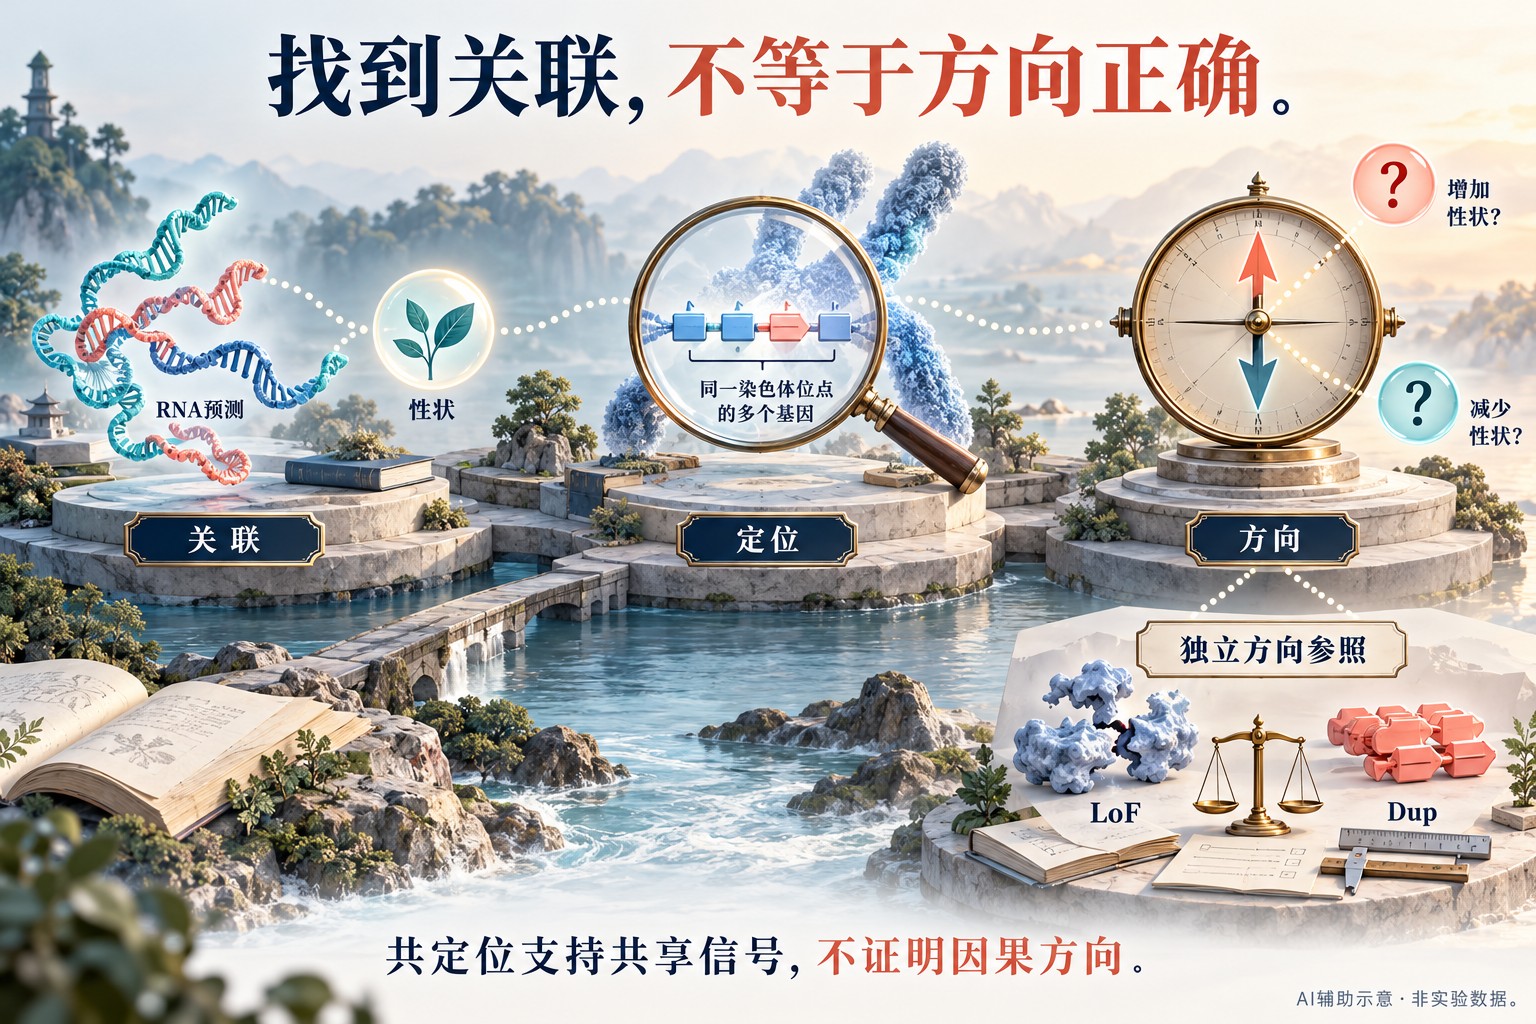 找到关联,不等于方向正确。
增加
性状?
RNA预测
性状
同一染色体位点
的多个基因
减少
性状?
关联
定位
方向
独立方向参照
LoF
Dup
共定位支持共享信号,不证明因果方向。
AI辅助示意·非实验数据。